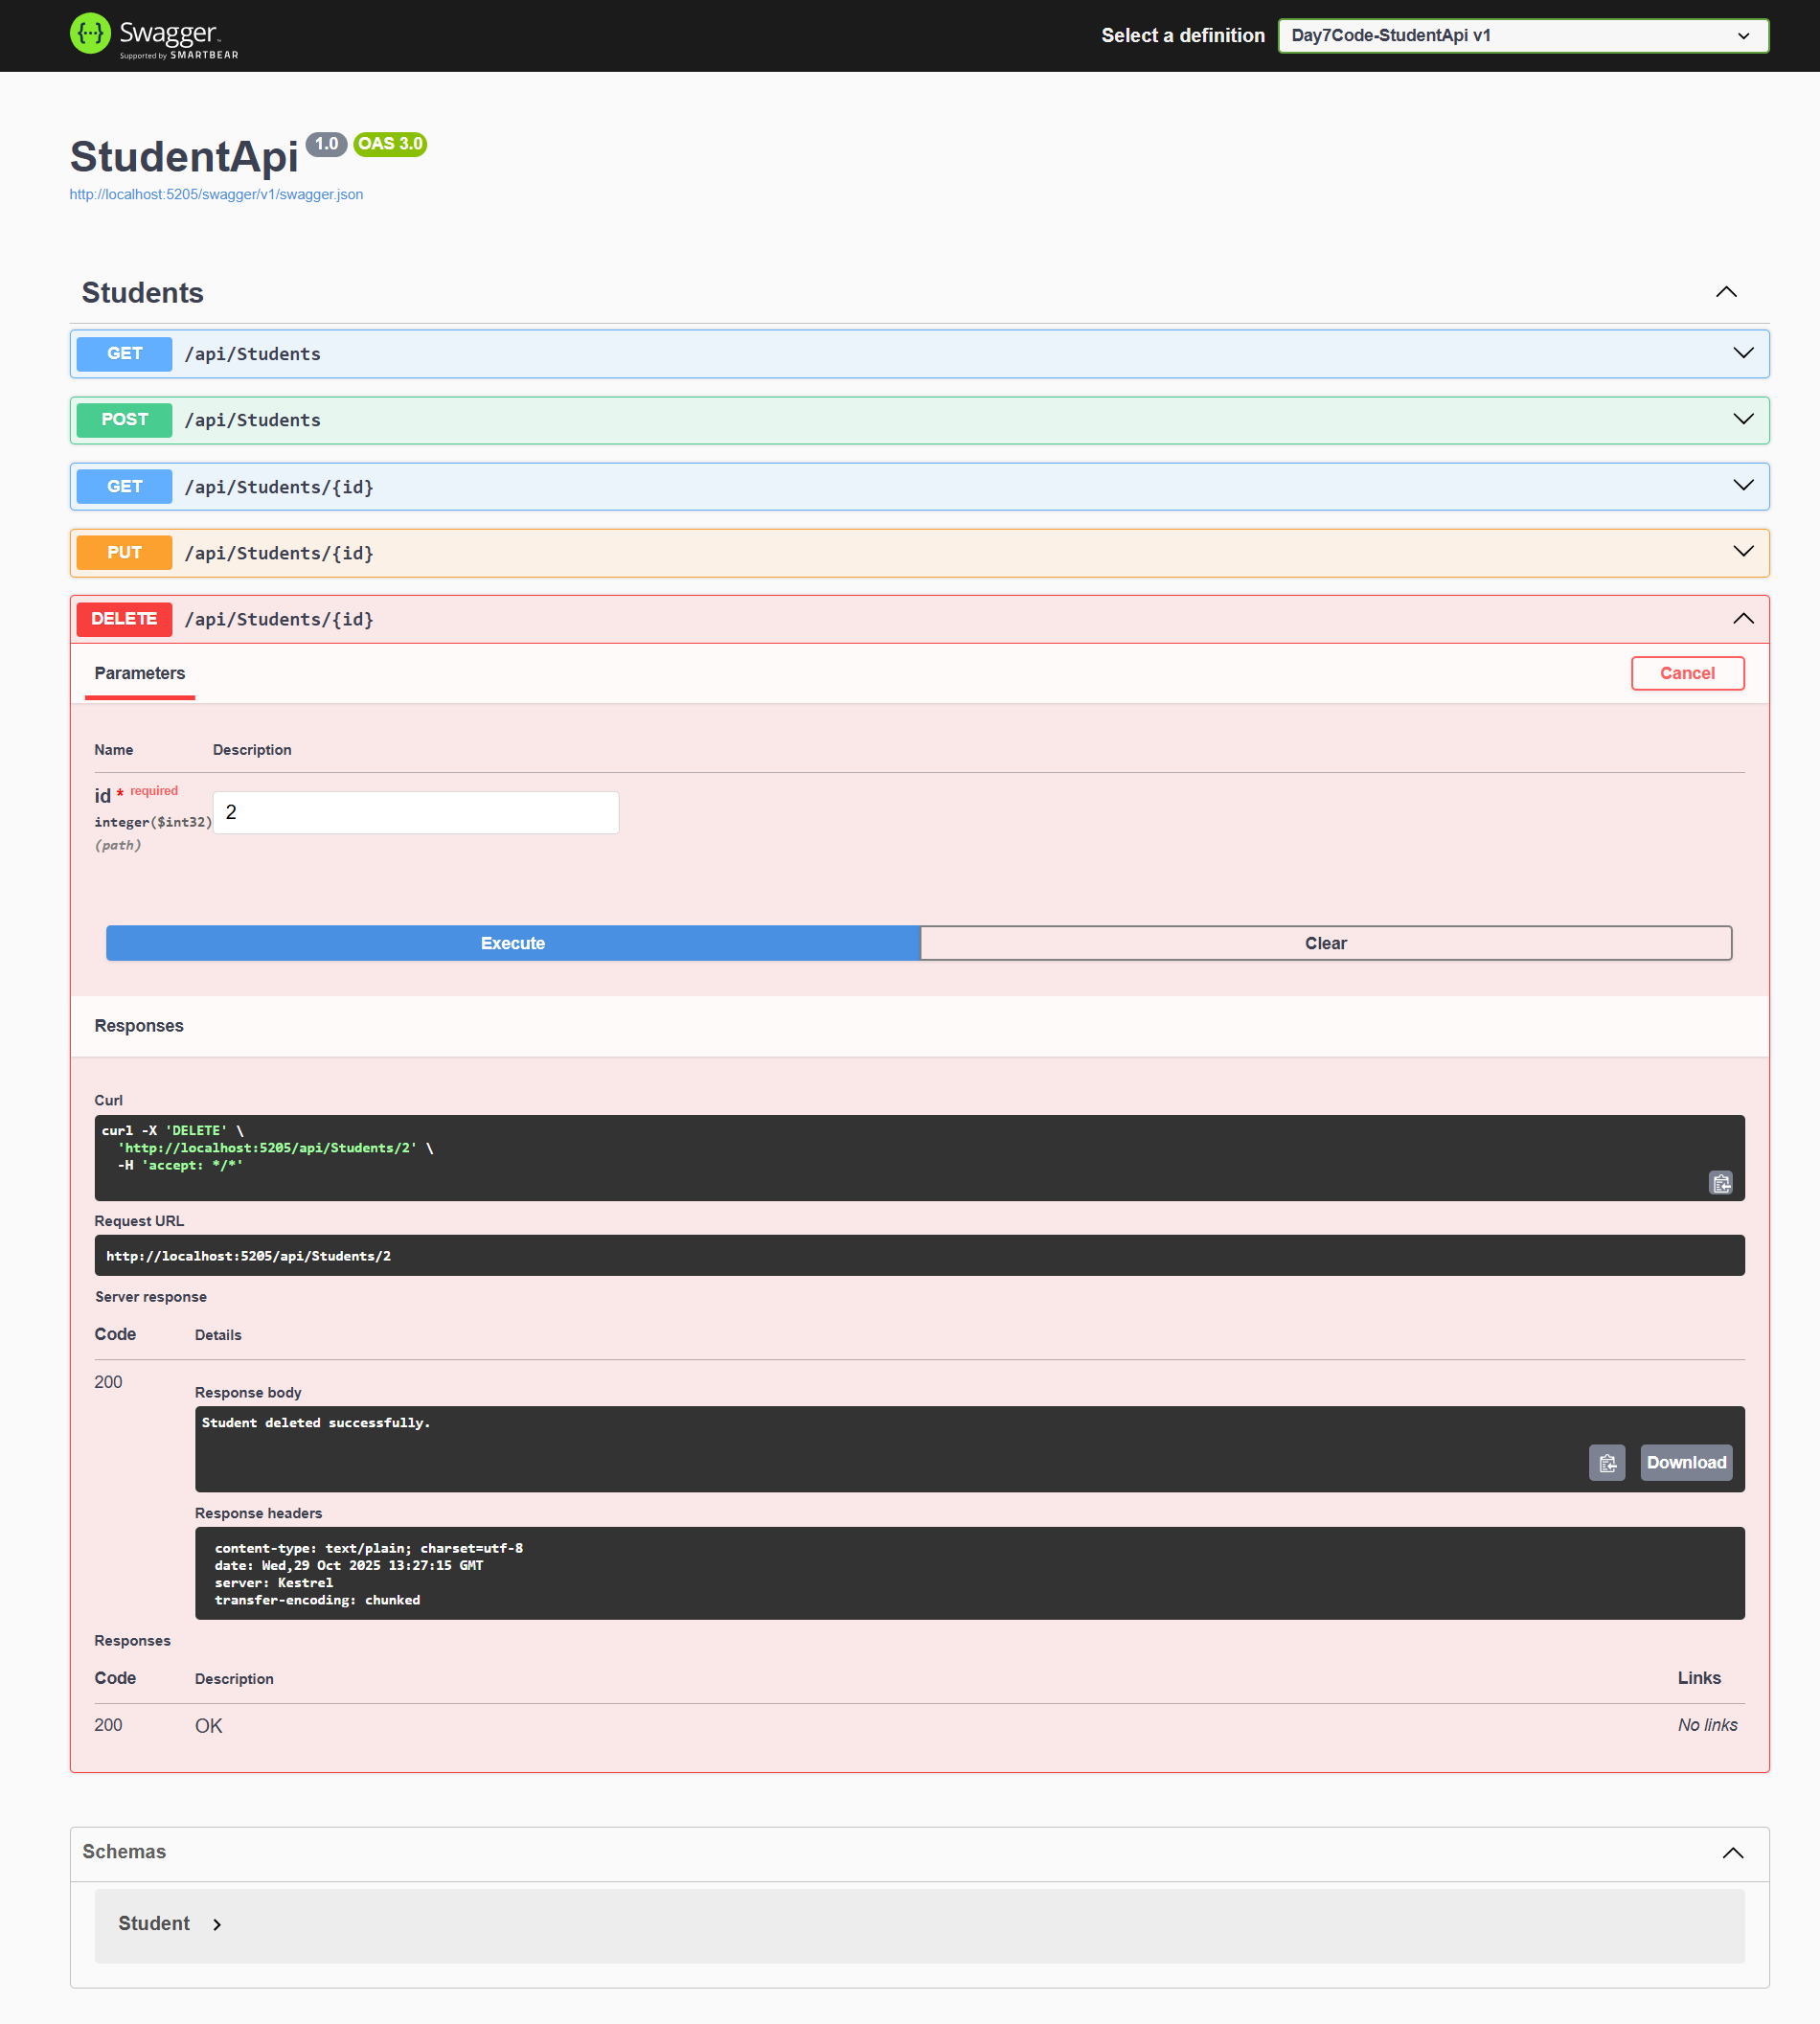 Swagger
Supported by SMARTBEAR
Select a definition
Day7Code-StudentApi v1
StudentApi 1.0 OAS 3.0
http://localhost:5205/swagger/v1/swagger.json
Students
GET /api/Students
POST /api/Students
GET /api/Students/{id}
PUT /api/Students/{id}
DELETE /api/Students/{id}
Parameters
Cancel
Name Description
id * required
integer($int32)
(path)
2
Execute Clear
Responses
Curl
curl -X 'DELETE' \
'http://localhost:5205/api/Students/2' \
-H 'accept: */*'
Request URL
http://localhost:5205/api/Students/2
Server response
Code Details
200
Response body
Student deleted successfully.
Download
Response headers
content-type: text/plain; charset=utf-8
date: Wed,29 Oct 2025 13:27:15 GMT
server: Kestrel
transfer-encoding: chunked
Responses
Code Description Links
200 OK No links
Schemas
Student